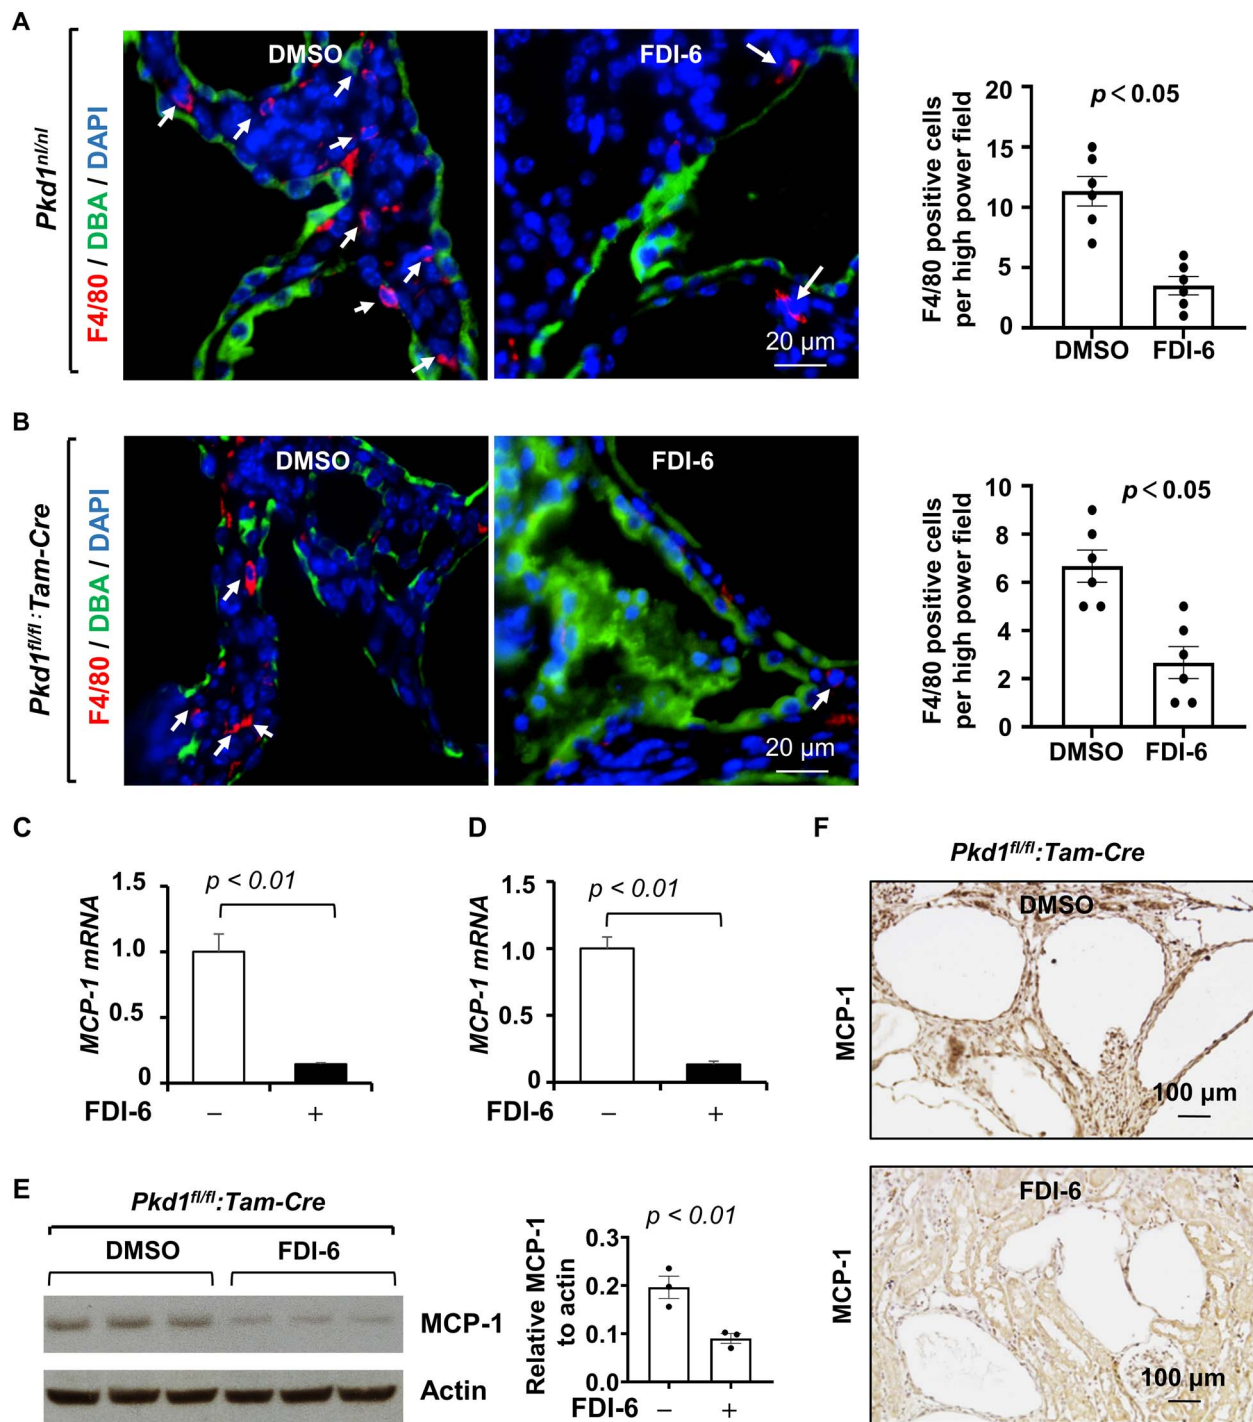 A
Pkd1nl/nl
F4/80 / DBA / DAPI
DMSO
FDI-6
20 µm
F4/80 positive cells
per high power field
20
15
10
5
0
p < 0.05
DMSO
FDI-6
B
Pkd1fl/fl:Tam-Cre
F4/80 / DBA / DAPI
DMSO
FDI-6
20 µm
F4/80 positive cells
per high power field
10
8
6
4
2
0
p < 0.05
DMSO
FDI-6
C
MCP-1 mRNA
1.5
1.0
0.5
0
p < 0.01
FDI-6
– +
D
MCP-1 mRNA
1.5
1.0
0.5
0
p < 0.01
– +
E
Pkd1fl/fl:Tam-Cre
DMSO
FDI-6
MCP-1
Actin
Relative MCP-1
to actin
0.3
0.2
0.1
0.0
p < 0.01
FDI-6
– +
F
Pkd1fl/fl:Tam-Cre
MCP-1
DMSO
100 µm
MCP-1
FDI-6
100 µm